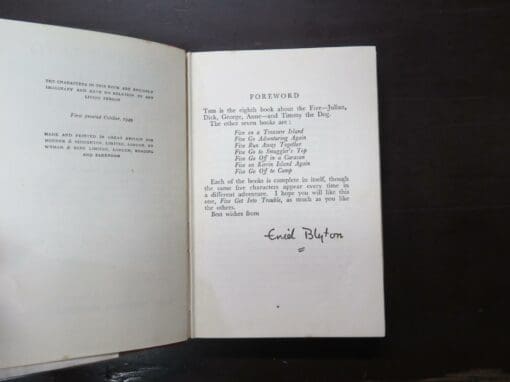 THE CHARACTERS IN THIS BOOK ARE ENTIRELY
IMAGINARY AND HAVE NO RELATION TO ANY
LIVING PERSON
First printed October, 1949
MADE AND PRINTED IN GREAT BRITAIN FOR
HODDER & STOUGHTON LIMITED, LONDON, BY
WYMAN & SONS LIMITED, LONDON, READING
AND FAKENHAM
FOREWORD
This is the eighth book about the Five—Julian,
Dick, George, Anne—and Timmy the Dog.
The other seven books are :
Five on a Treasure Island
Five Go Adventuring Again
Five Run Away Together
Five Go to Smuggler's Top
Five Go Off in a Caravan
Five on Kirrin Island Again
Five Go Off to Camp
Each of the books is complete in itself, though
the same five characters appear every time in
a different adventure. I hope you will like this
one, Five Get Into Trouble, as much as you like
the others.
Best wishes from
Enid Blyton